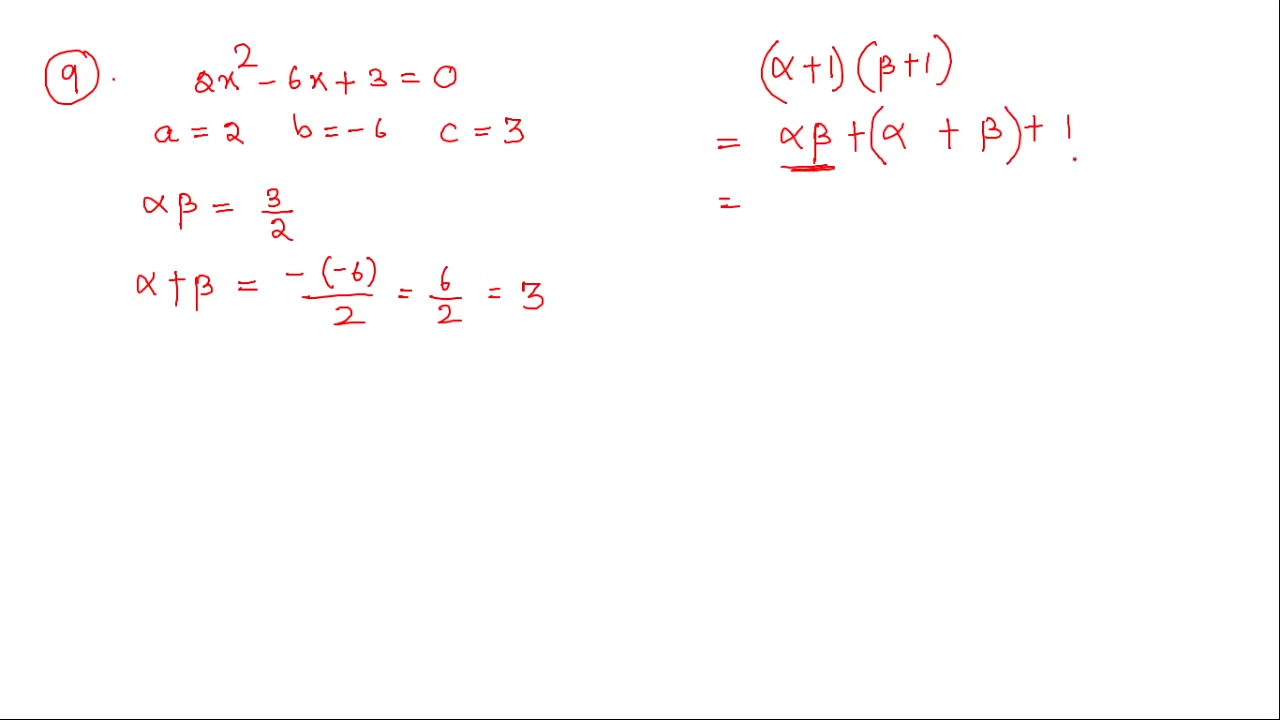 9. 2x² - 6x + 3 = 0
a = 2 b = -6 c = 3
αβ = 3/2
α + β = -(-6)/2 = 6/2 = 3
(α+1)(β+1)
= αβ + (α + β) + 1.
=